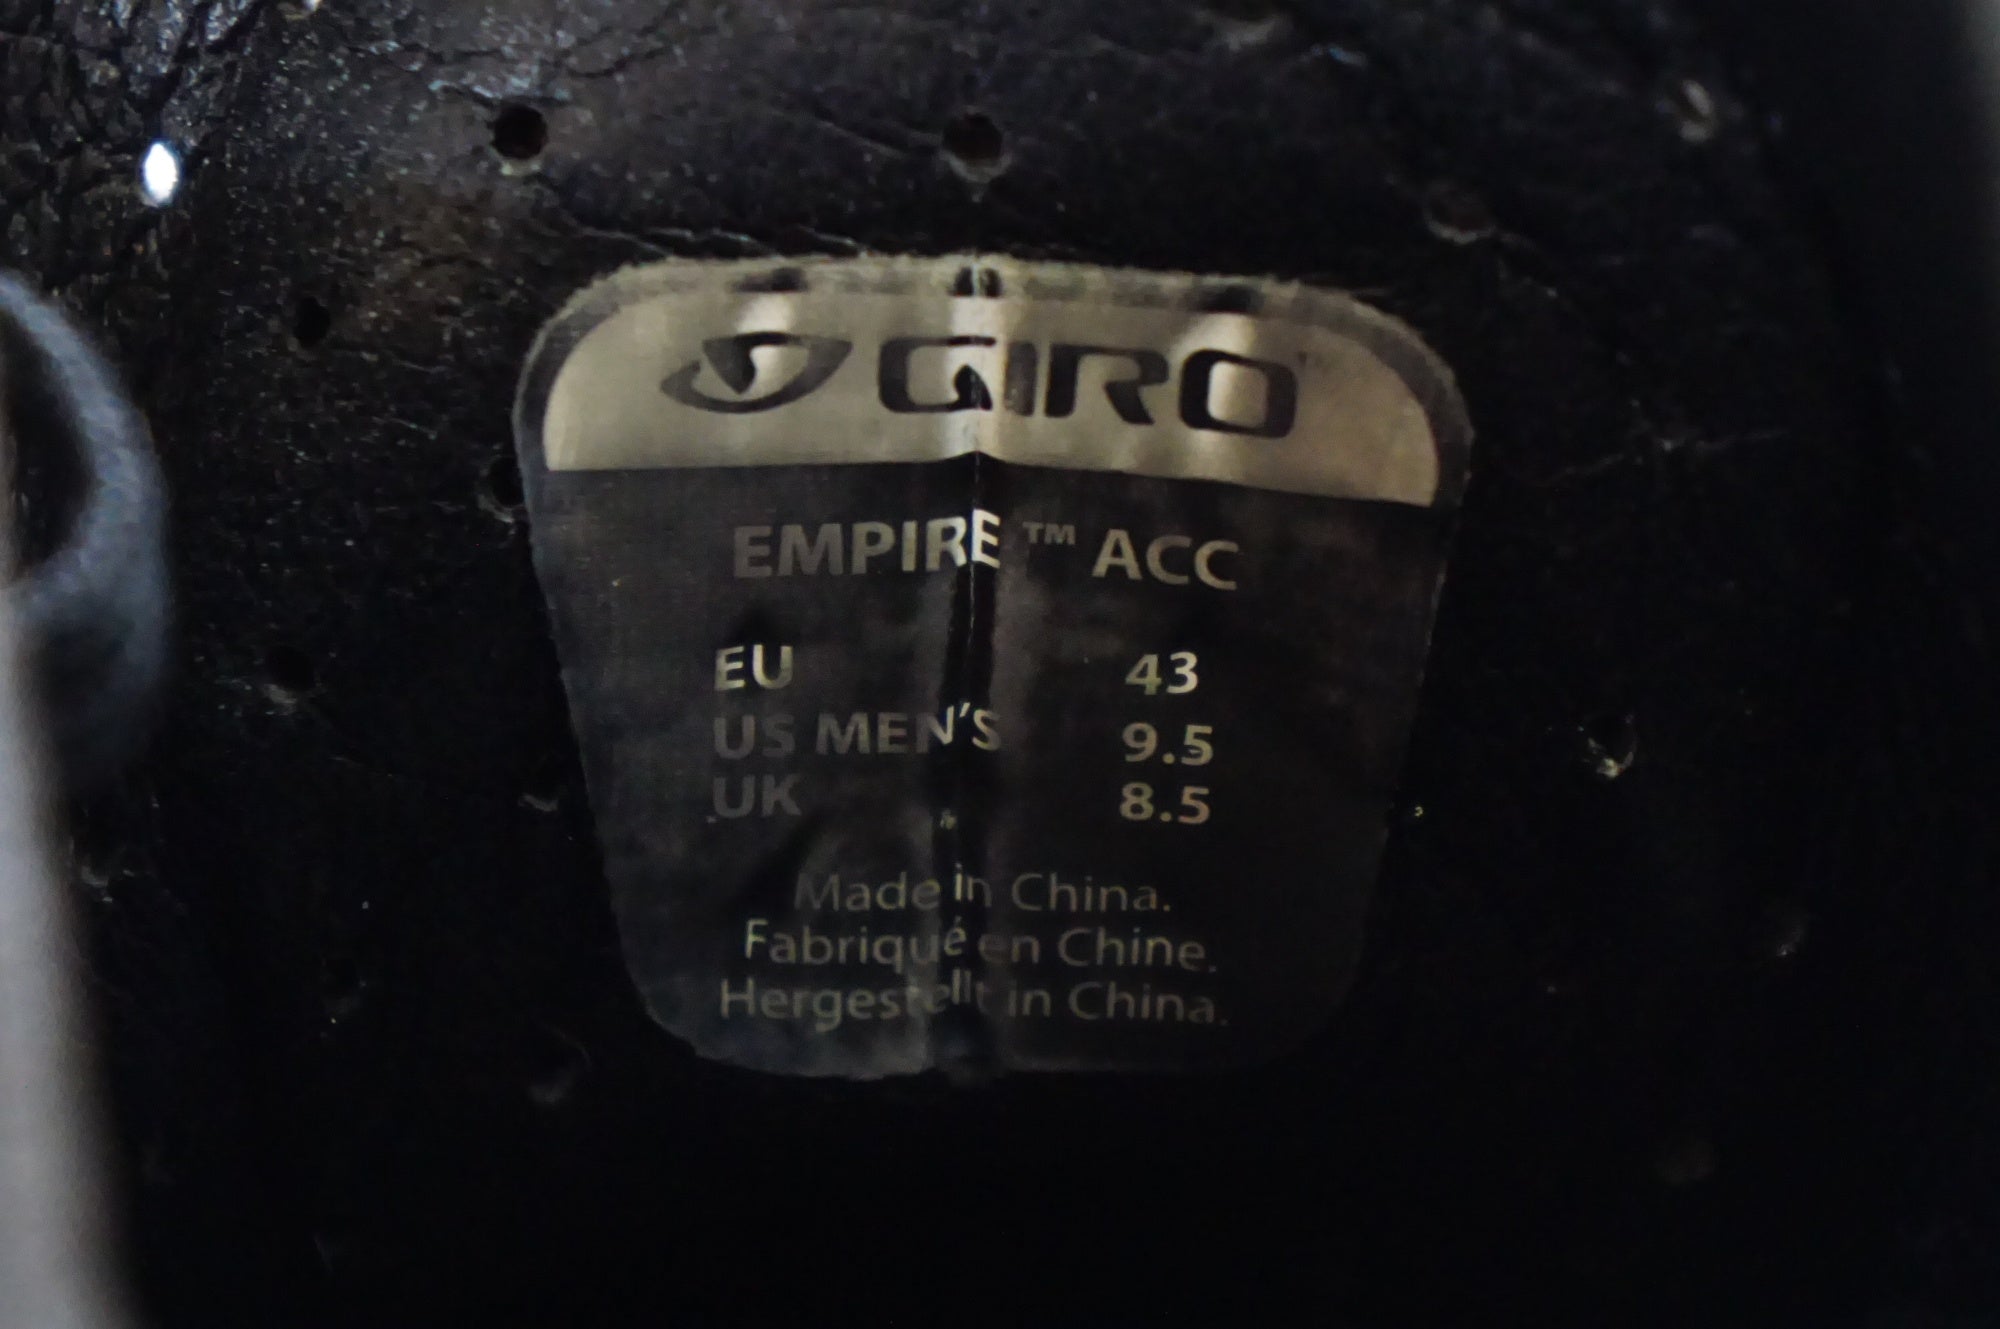 GIRO
EMPIRE™ ACC
EU 43
US MEN'S 9.5
UK 8.5
Made in China.
Fabriqué en Chine.
Hergestellt in China.